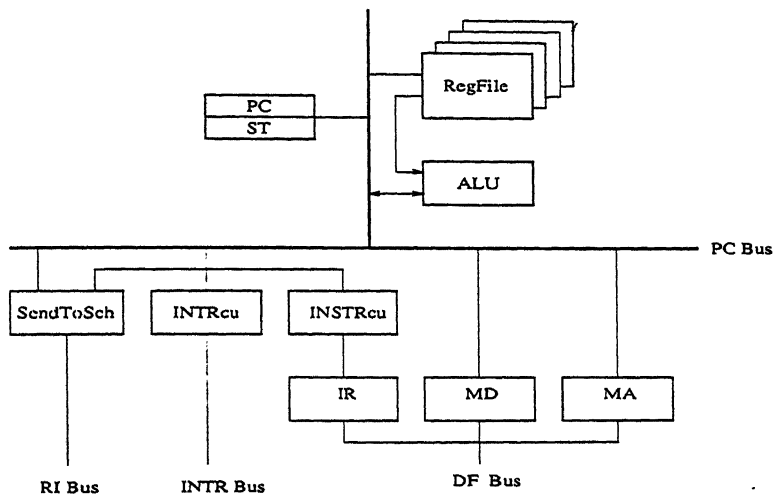 RegFile
PC
ST
ALU
PC Bus
SendToSch
INTRcu
INSTRcu
IR
MD
MA
RI Bus
INTR Bus
DF Bus